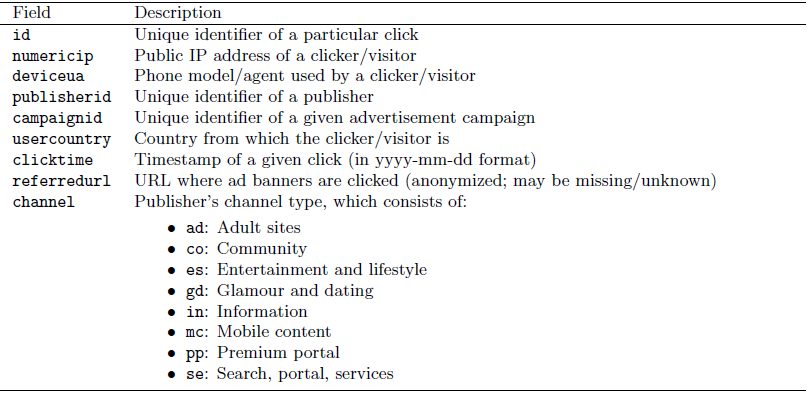 Field Description
id Unique identifier of a particular click
numericip Public IP address of a clicker/visitor
deviceua Phone model/agent used by a clicker/visitor
publisherid Unique identifier of a publisher
campaignid Unique identifier of a given advertisement campaign
usercountry Country from which the clicker/visitor is
clicktime Timestamp of a given click (in yyyy-mm-dd format)
referredurl URL where ad banners are clicked (anonymized; may be missing/unknown)
channel Publisher's channel type, which consists of:
• ad: Adult sites
• co: Community
• es: Entertainment and lifestyle
• gd: Glamour and dating
• in: Information
• mc: Mobile content
• pp: Premium portal
• se: Search, portal, services